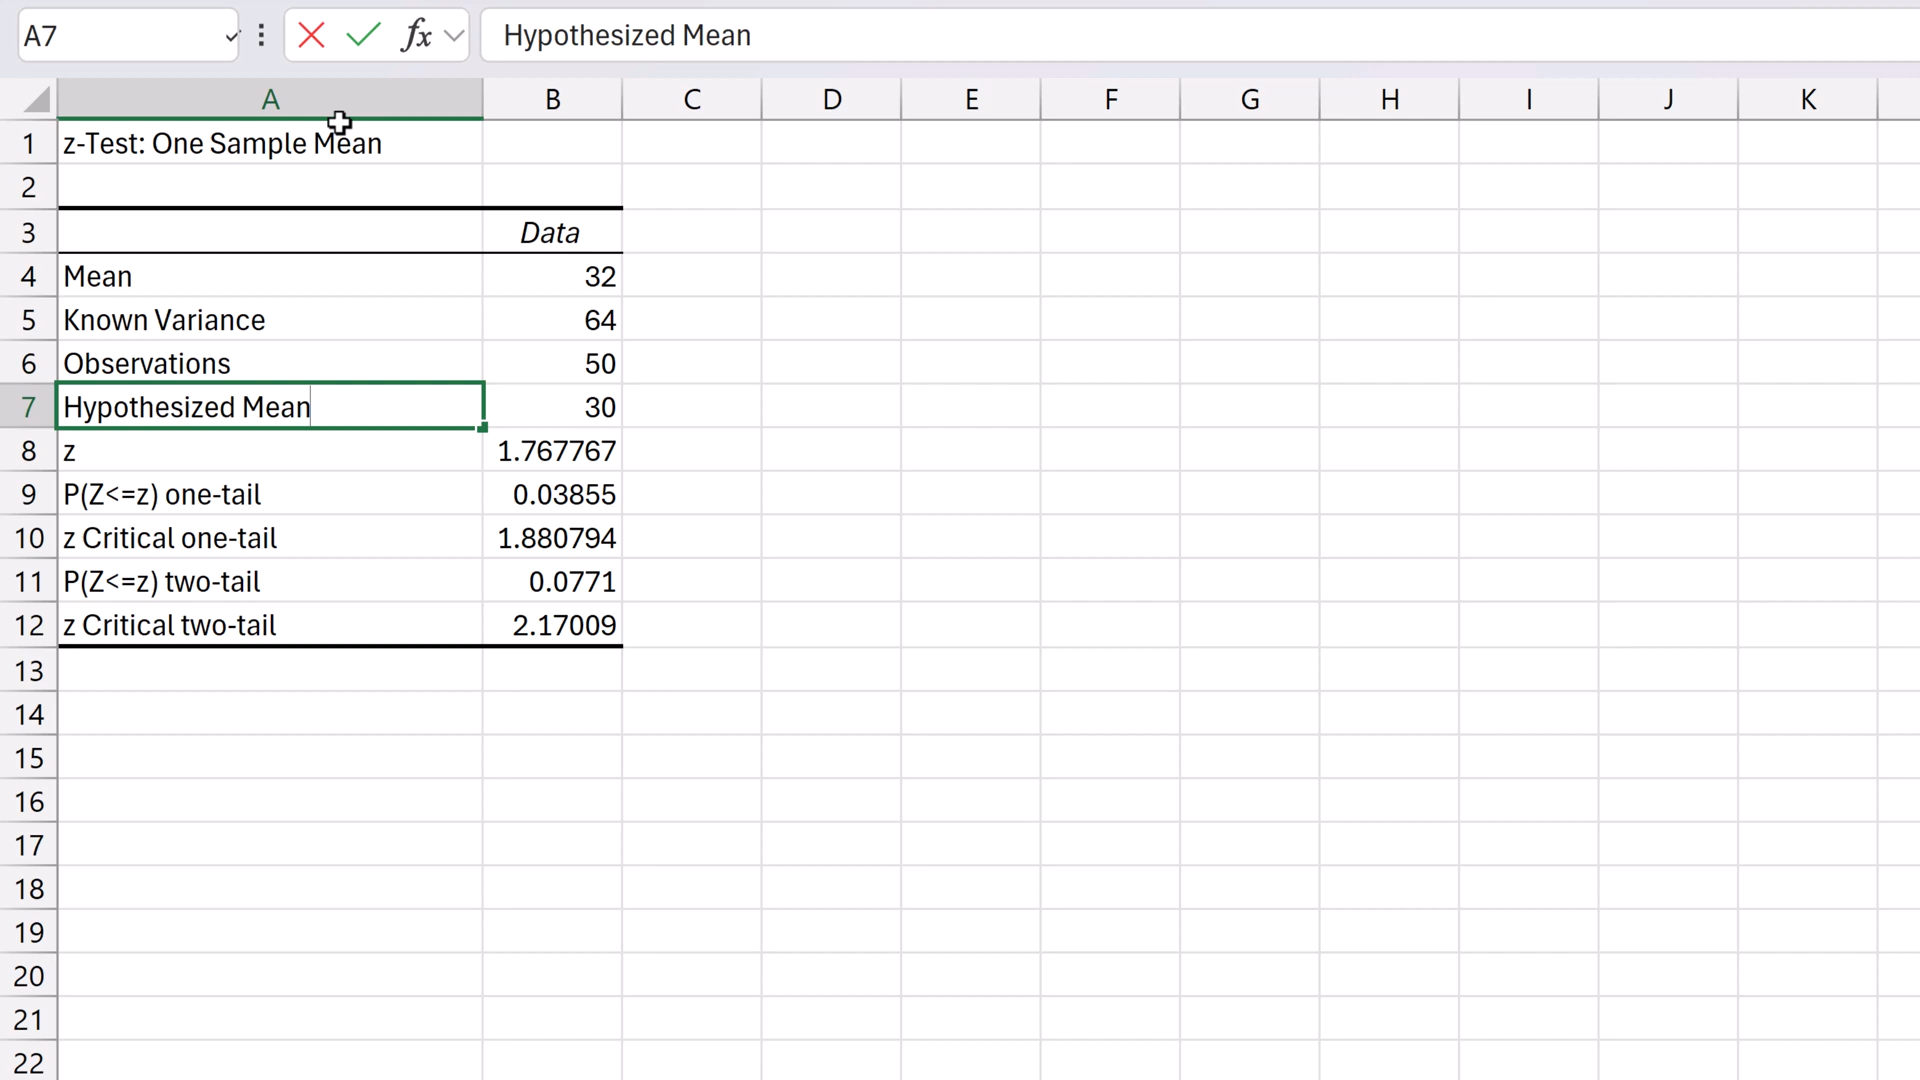 A7 fx Hypothesized Mean
A B C D E F G H I J K
1 z-Test: One Sample Mean
2
3 Data
4 Mean 32
5 Known Variance 64
6 Observations 50
7 Hypothesized Mean 30
8 z 1.767767
9 P(Z<=z) one-tail 0.03855
10 z Critical one-tail 1.880794
11 P(Z<=z) two-tail 0.0771
12 z Critical two-tail 2.17009
13
14
15
16
17
18
19
20
21
22